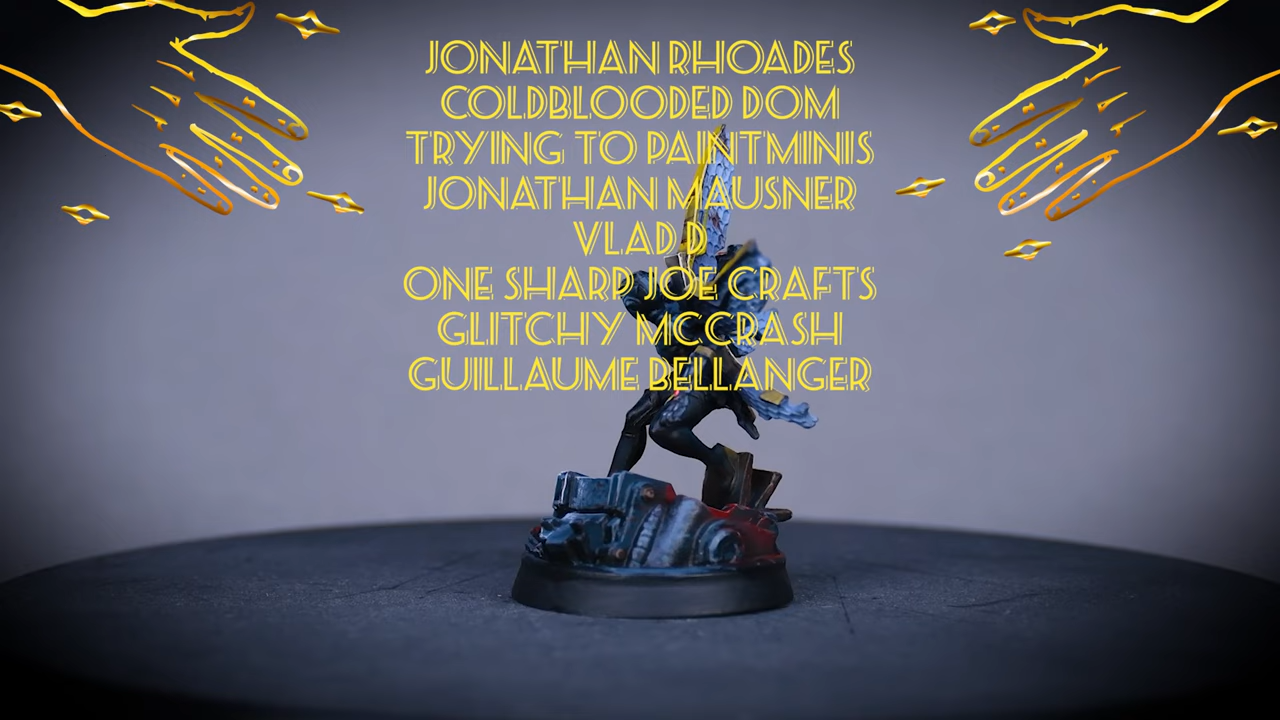 JONATHAN RHOADES
COLDBLOODED DOM
TRYING TO PAINTMINIS
JONATHAN MAUSNER
VLAD D
ONE SHARP JOE CRAFTS
GLITCHY MCCRASH
GUILLAUME BELLANGER